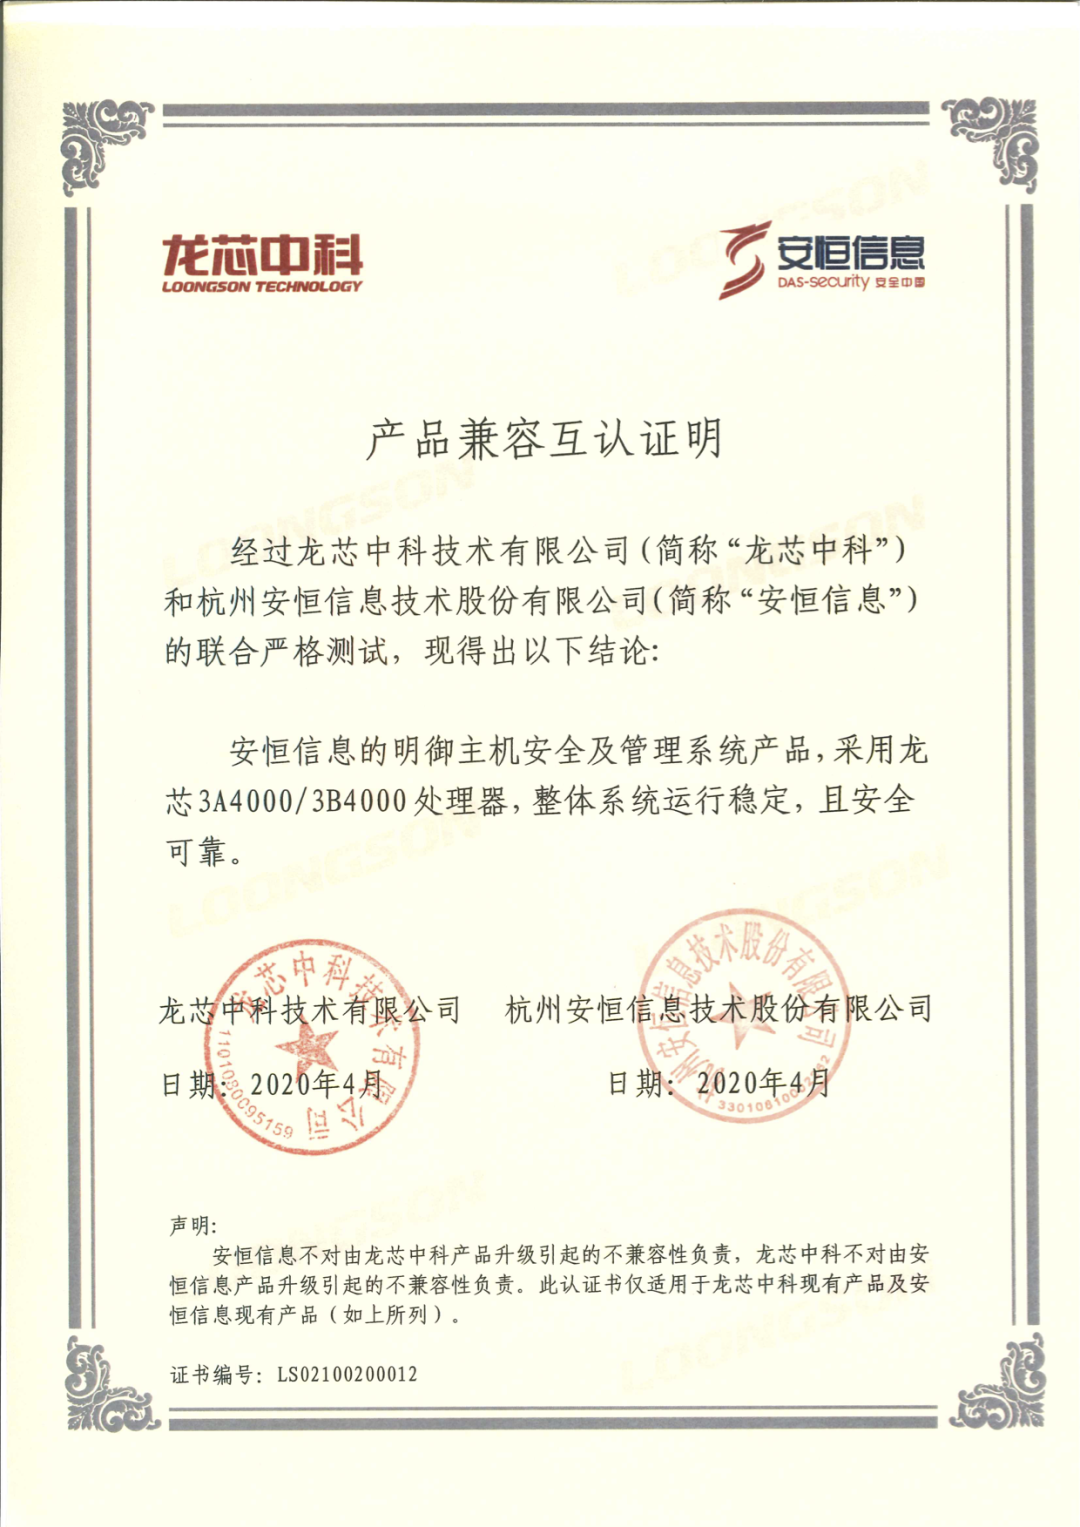 龙芯中科
LOONGSON TECHNOLOGY
安恒信息
DAS-Security 安全中国
产品兼容互认证明
经过龙芯中科技术有限公司(简称“龙芯中科”)
和杭州安恒信息技术股份有限公司(简称“安恒信息”)
的联合严格测试，现得出以下结论:
安恒信息的明御主机安全及管理系统产品,采用龙
芯3A4000/3B4000处理器,整体系统运行稳定，且安全
可靠。
龙芯中科技术有限公司
杭州安恒信息技术股份有限公司
日期: 2020年4月
日期: 2020年4月
龙芯中科技术有限公司
1101080095159
杭州安恒信息技术股份有限公司
声明:
安恒信息不对由龙芯中科产品升级引起的不兼容性负责，龙芯中科不对由安
恒信息产品升级引起的不兼容性负责。此认证书仅适用于龙芯中科现有产品及安
恒信息现有产品（如上所列）。
证书编号: LS02100200012
LOONGSON
LOONGSON
LOONGSON
LOONGSON
LOONGSON
LOONGSON
LOONGSON